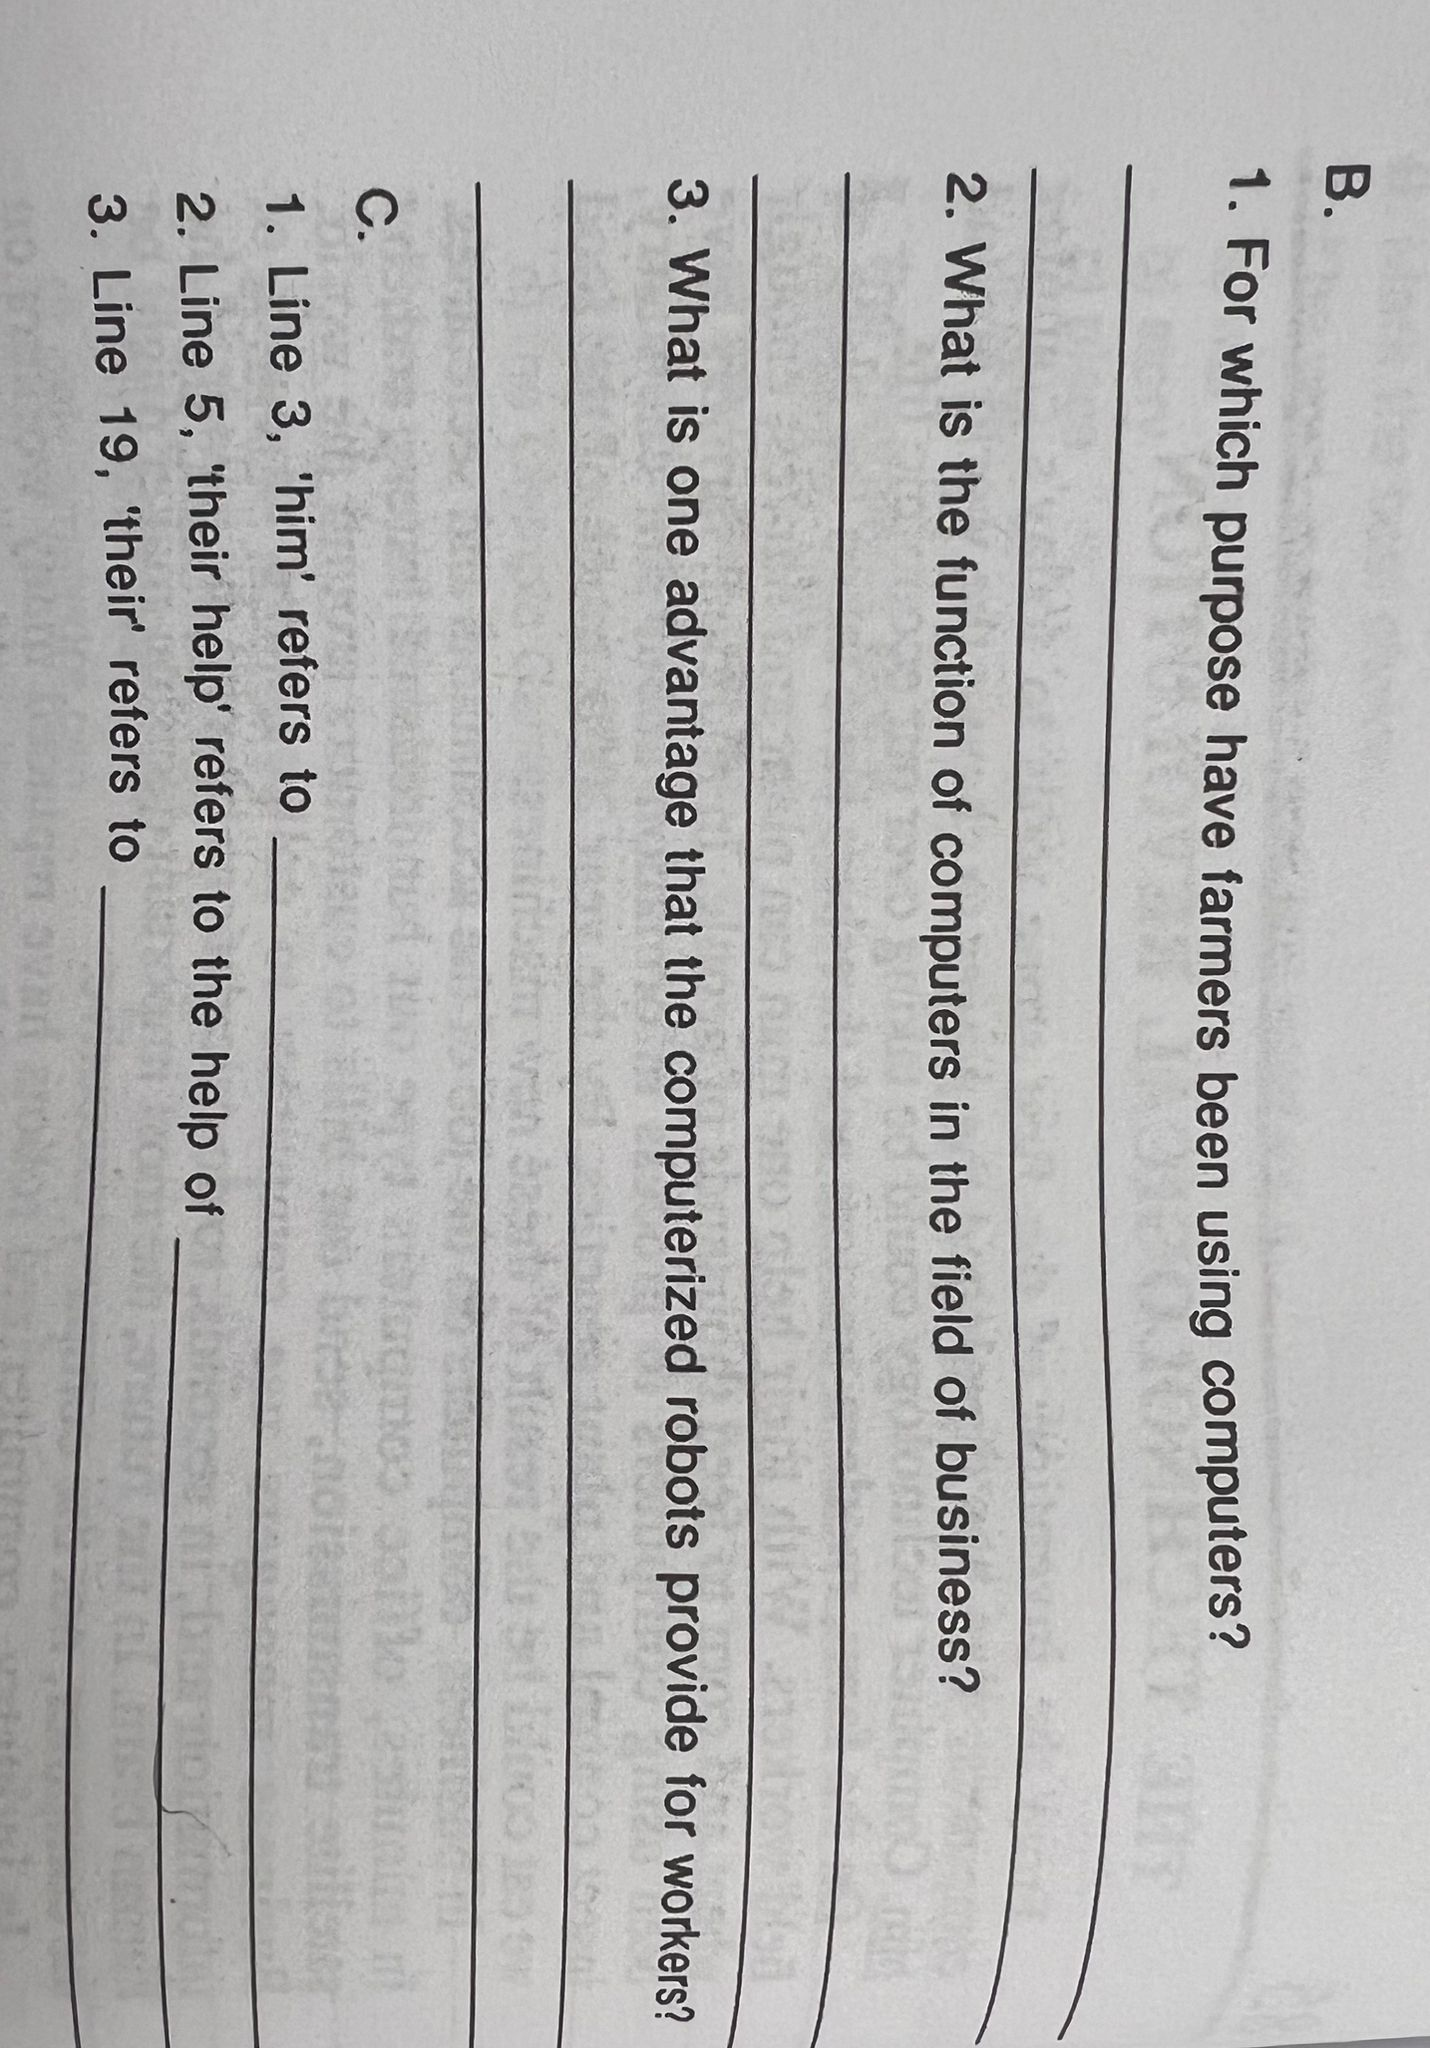 B.
1. For which purpose have farmers been using computers?
2. What is the function of computers in the field of business?
3. What is one advantage that the computerized robots provide for workers?
C.
1. Line 3, 'him' refers to
2. Line 5, 'their help' refers to the help of
3. Line 19, 'their' refers to